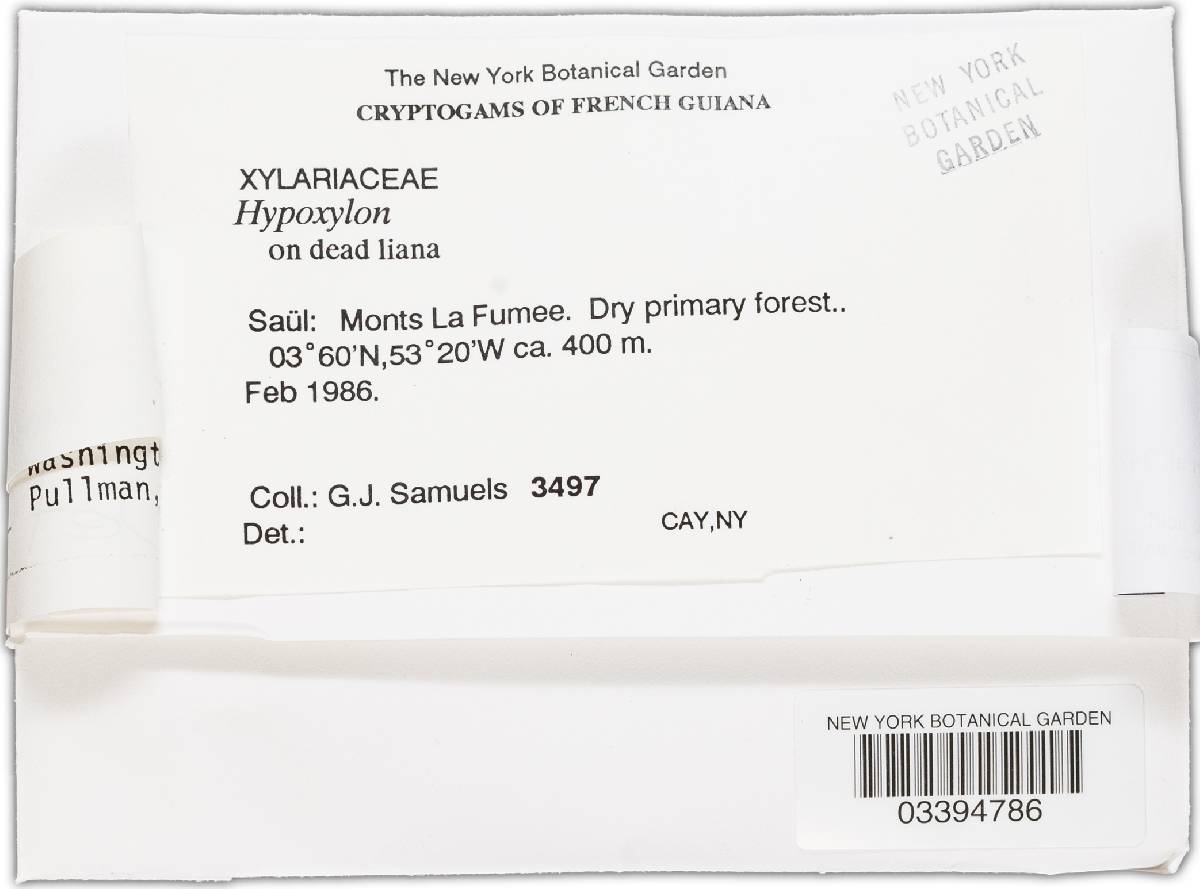 The New York Botanical Garden
CRYPTOGAMS OF FRENCH GUIANA
NEW YORK
BOTANICAL
GARDEN
XYLARIACEAE
Hypoxylon
on dead liana
Saül: Monts La Fumee. Dry primary forest..
03°60'N,53°20'W ca. 400 m.
Feb 1986.
Washingt
Pullman,
Coll.: G.J. Samuels 3497
Det.:
CAY,NY
NEW YORK BOTANICAL GARDEN
03394786